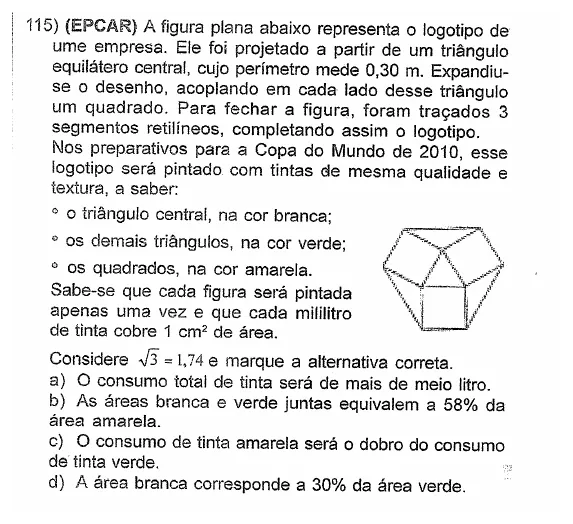 115) (EPCAR) A figura plana abaixo representa o logotipo de
ume empresa. Ele foi projetado a partir de um triângulo
equilátero central, cujo perímetro mede 0,30 m. Expandiu-
se o desenho, acoplando em cada lado desse triângulo
um quadrado. Para fechar a figura, foram traçados 3
segmentos retilíneos, completando assim o logotipo.
Nos preparativos para a Copa do Mundo de 2010, esse
logotipo será pintado com tintas de mesma qualidade e
textura, a saber:
° o triângulo central, na cor branca;
° os demais triângulos, na cor verde;
° os quadrados, na cor amarela.
Sabe-se que cada figura será pintada
apenas uma vez e que cada mililitro
de tinta cobre 1 cm² de área.
Considere √3 = 1,74 e marque a alternativa correta.
a) O consumo total de tinta será de mais de meio litro.
b) As áreas branca e verde juntas equivalem a 58% da
área amarela.
c) O consumo de tinta amarela será o dobro do consumo
de tinta verde.
d) A área branca corresponde a 30% da área verde.